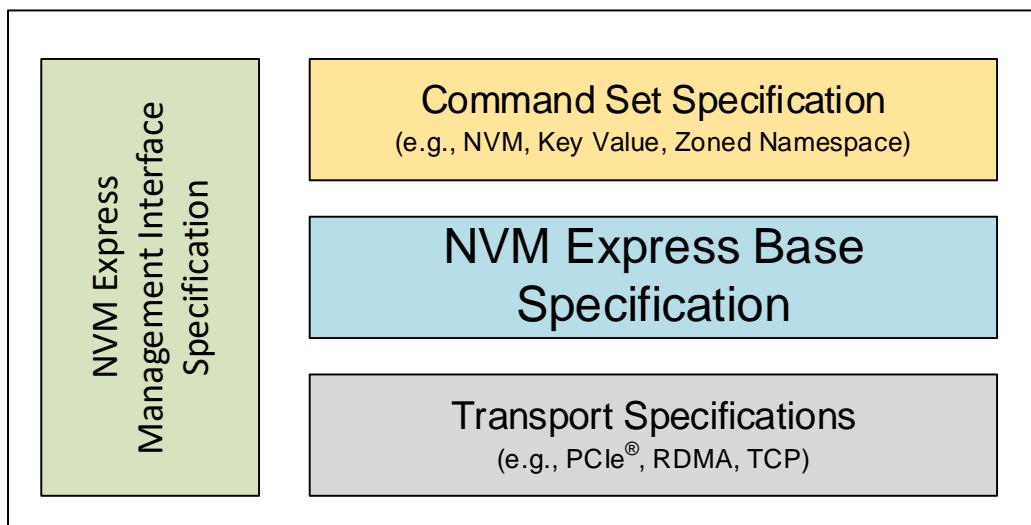 NVM Express
Management Interface
Specification
Command Set Specification
(e.g., NVM, Key Value, Zoned Namespace)
NVM Express Base
Specification
Transport Specifications
(e.g., PCIe®, RDMA, TCP)